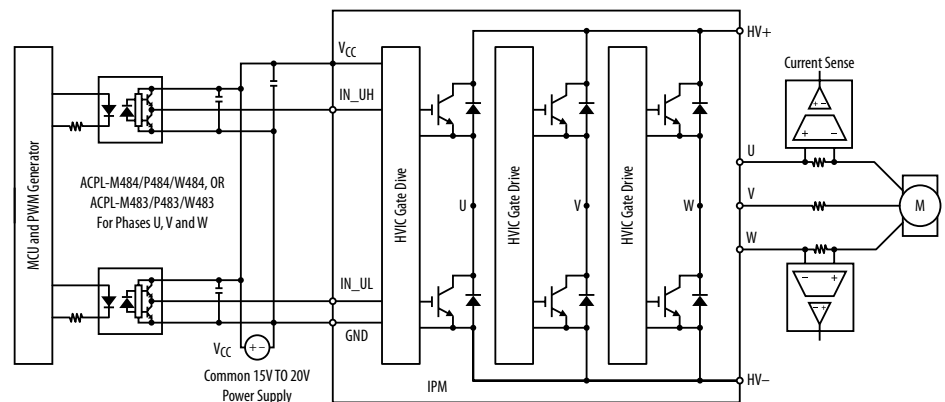 HV+
VCC
Current Sense
+ -
IN_UH
+ -
U
MCU and PWM Generator
ACPL-M484/P484/W484, OR
ACPL-M483/P483/W483
For Phases U, V and W
HVIC Gate Dive
HVIC Gate Drive
HVIC Gate Drive
U
V
W
V
M
W
IN_UL
- +
GND
- +
VCC
+ -
Common 15V TO 20V
Power Supply
IPM
HV-